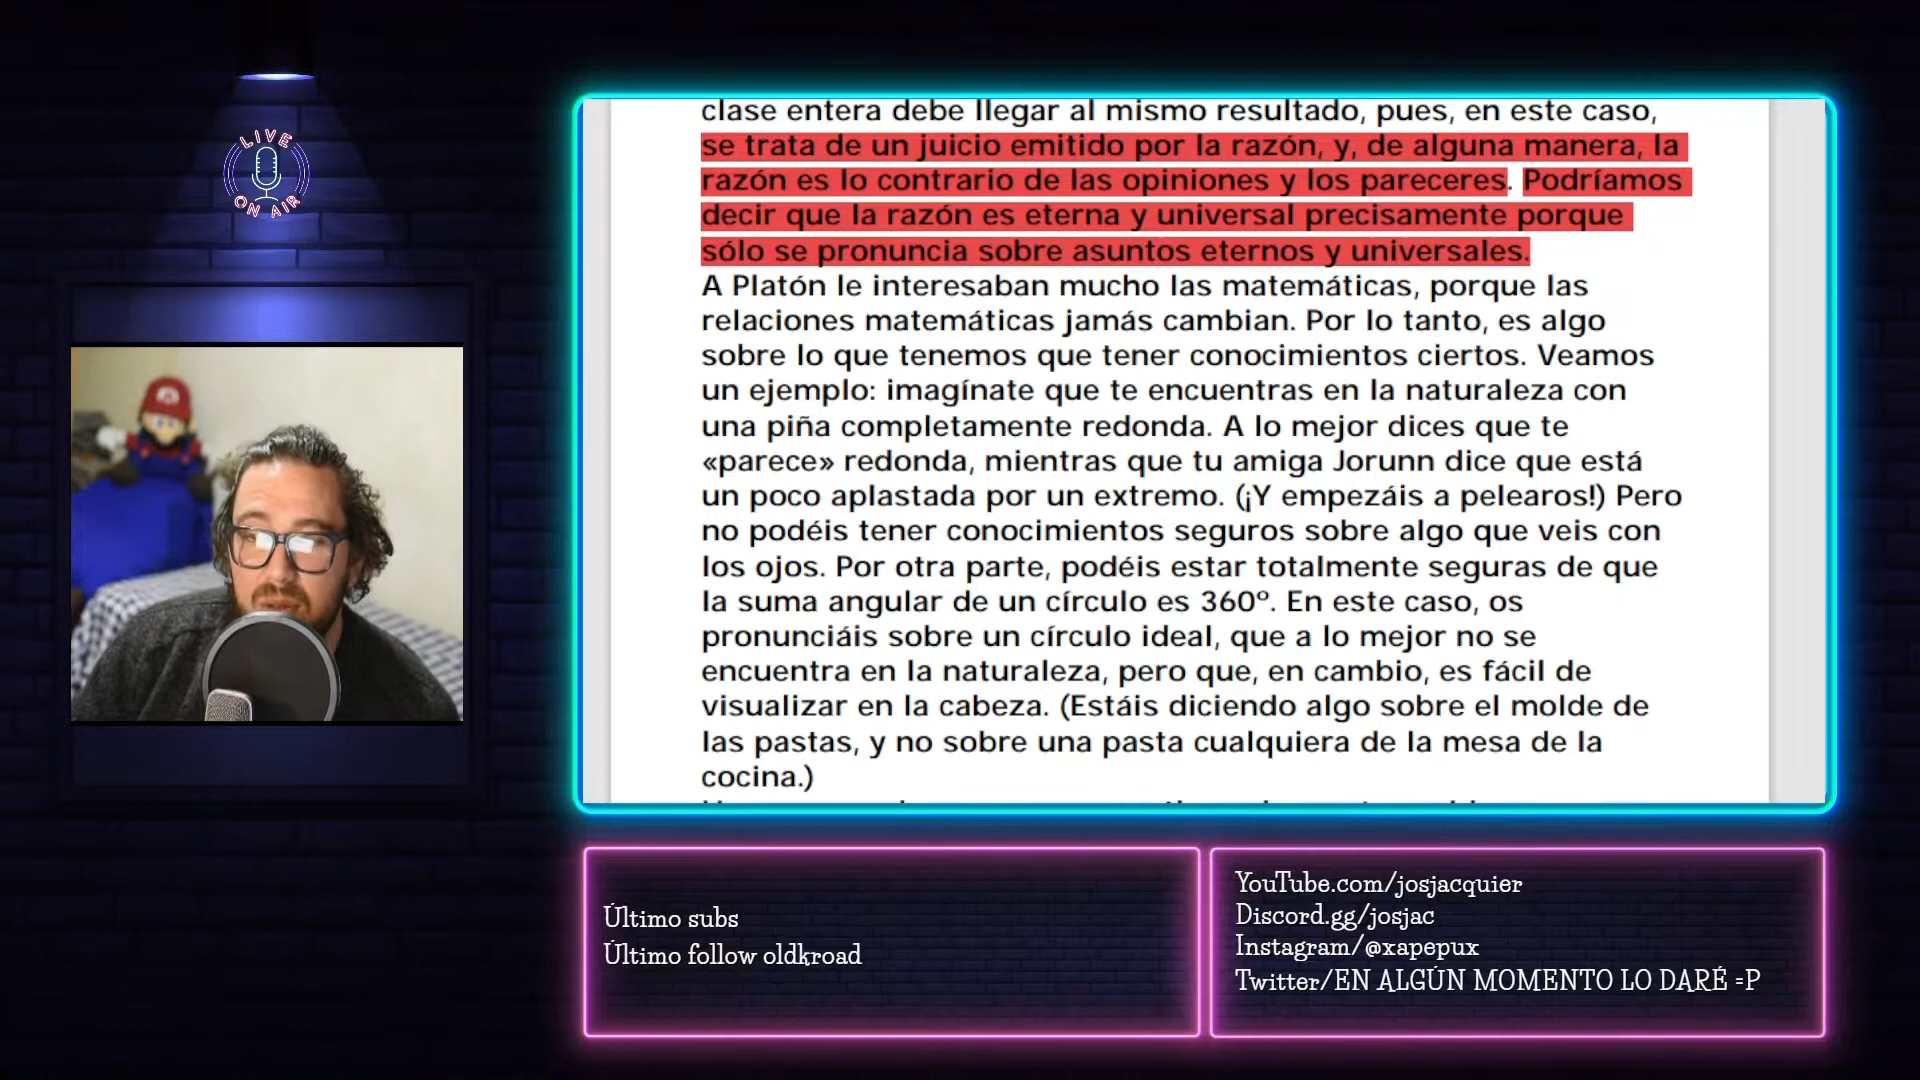 LIVE
ON AIR
clase entera debe llegar al mismo resultado, pues, en este caso,
se trata de un juicio emitido por la razón, y, de alguna manera, la
razón es lo contrario de las opiniones y los pareceres. Podríamos
decir que la razón es eterna y universal precisamente porque
sólo se pronuncia sobre asuntos eternos y universales.
A Platón le interesaban mucho las matemáticas, porque las
relaciones matemáticas jamás cambian. Por lo tanto, es algo
sobre lo que tenemos que tener conocimientos ciertos. Veamos
un ejemplo: imagínate que te encuentras en la naturaleza con
una piña completamente redonda. A lo mejor dices que te
«parece» redonda, mientras que tu amiga Jorunn dice que está
un poco aplastada por un extremo. (¡Y empezáis a pelearos!) Pero
no podéis tener conocimientos seguros sobre algo que veis con
los ojos. Por otra parte, podéis estar totalmente seguras de que
la suma angular de un círculo es 360º. En este caso, os
pronunciáis sobre un círculo ideal, que a lo mejor no se
encuentra en la naturaleza, pero que, en cambio, es fácil de
visualizar en la cabeza. (Estáis diciendo algo sobre el molde de
las pastas, y no sobre una pasta cualquiera de la mesa de la
cocina.)
Último subs
Último follow oldkroad
YouTube.com/josjacquier
Discord.gg/josjac
Instagram/@xapepux
Twitter/EN ALGÚN MOMENTO LO DARÉ =P